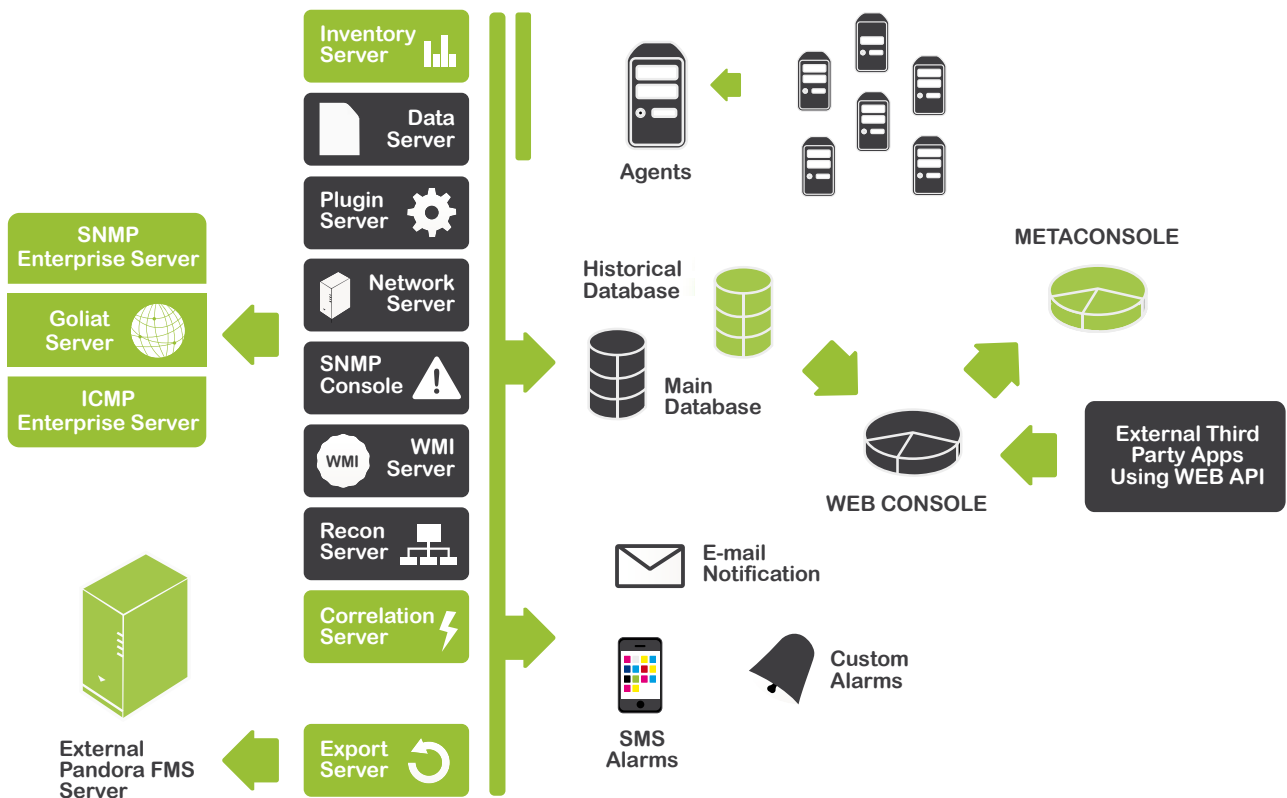 Inventory
Server
Data
Server
Plugin
Server
Network
Server
SNMP
Console
WMI
WMI
Server
Recon
Server
Correlation
Server
Export
Server
SNMP
Enterprise Server
Goliat
Server
ICMP
Enterprise Server
External
Pandora FMS
Server
Agents
Historical
Database
Main
Database
METACONSOLE
WEB CONSOLE
External Third
Party Apps
Using WEB API
E-mail
Notification
SMS
Alarms
Custom
Alarms